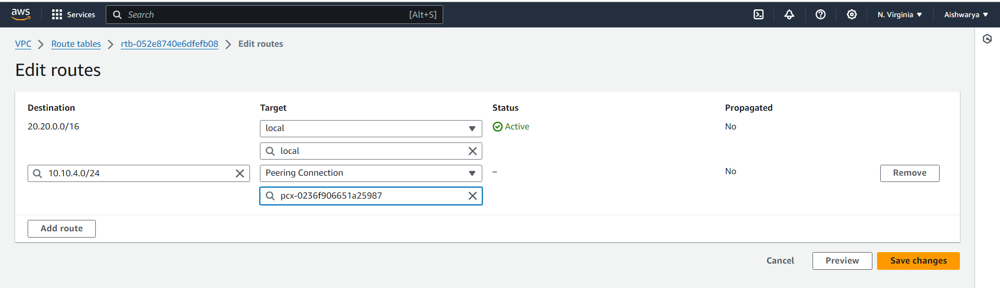 aws Services Search [Alt+S] N. Virginia Aishwarya
VPC Route tables rtb-052e8740e6dfefb08 Edit routes
Edit routes
Destination Target Status Propagated
20.20.0.0/16 local Active No
local
10.10.4.0/24 Peering Connection – No Remove
pcx-0236f906651a25987
Add route
Cancel Preview Save changes